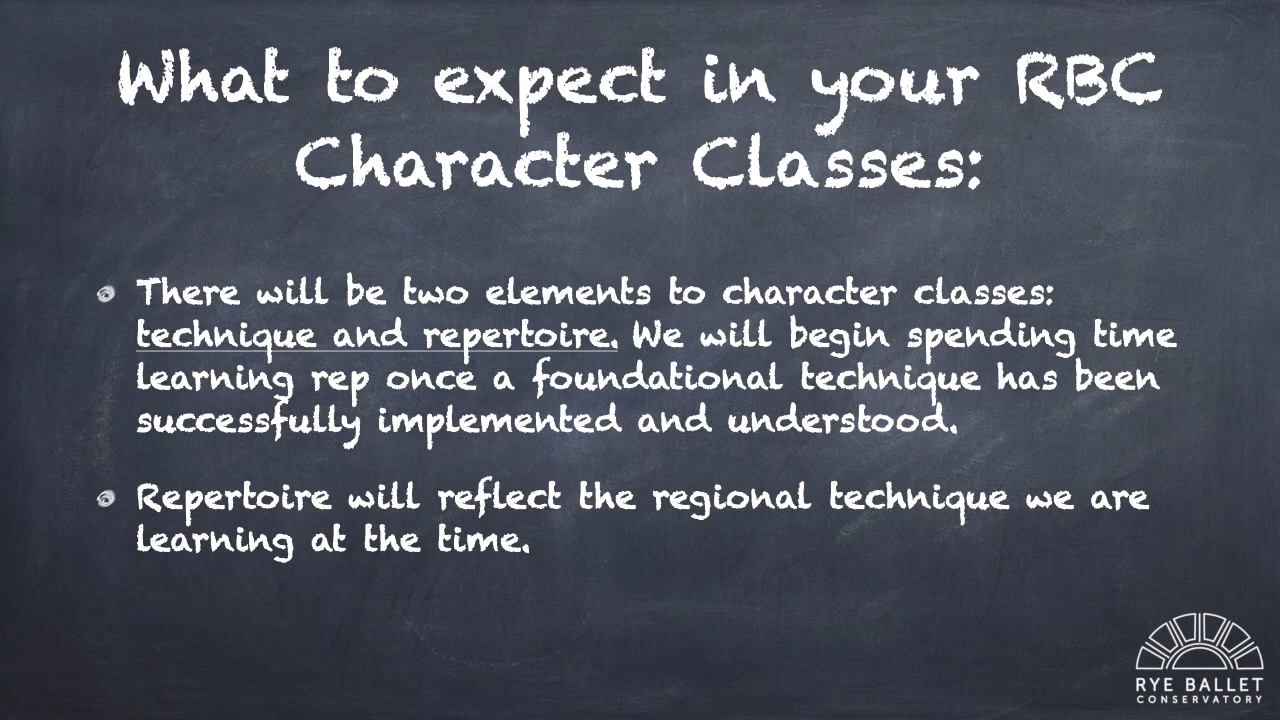 What to expect in your RBC
Character Classes:
There will be two elements to character classes:
technique and repertoire. We will begin spending time
learning rep once a foundational technique has been
successfully implemented and understood.
Repertoire will reflect the regional technique we are
learning at the time.
RYE BALLET
CONSERVATORY